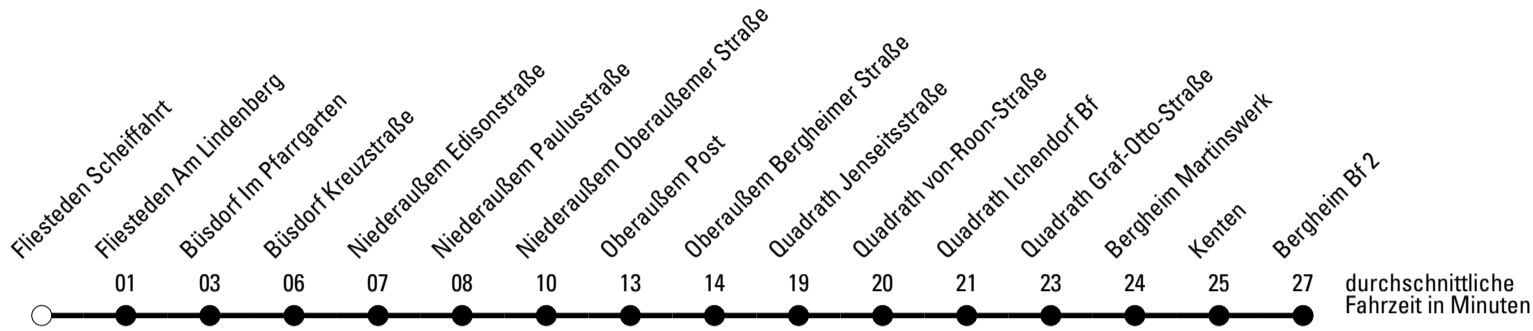 Fliesteden Scheiffahrt
Fliesteden Am Lindenberg
Büsdorf Im Pfarrgarten
Büsdorf Kreuzstraße
Niederaußem Edisonstraße
Niederaußem Paulusstraße
Niederaußem Oberaußemer Straße
Oberaußem Post
Oberaußem Bergheimer Straße
Quadrath Jenseitsstraße
Quadrath von-Roon-Straße
Quadrath Ichendorf Bf
Quadrath Graf-Otto-Straße
Bergheim Martinswerk
Kenten
Bergheim Bf 2
01 03 06 07 08 10 13 14 19 20 21 23 24 25 27
durchschnittliche
Fahrzeit in Minuten